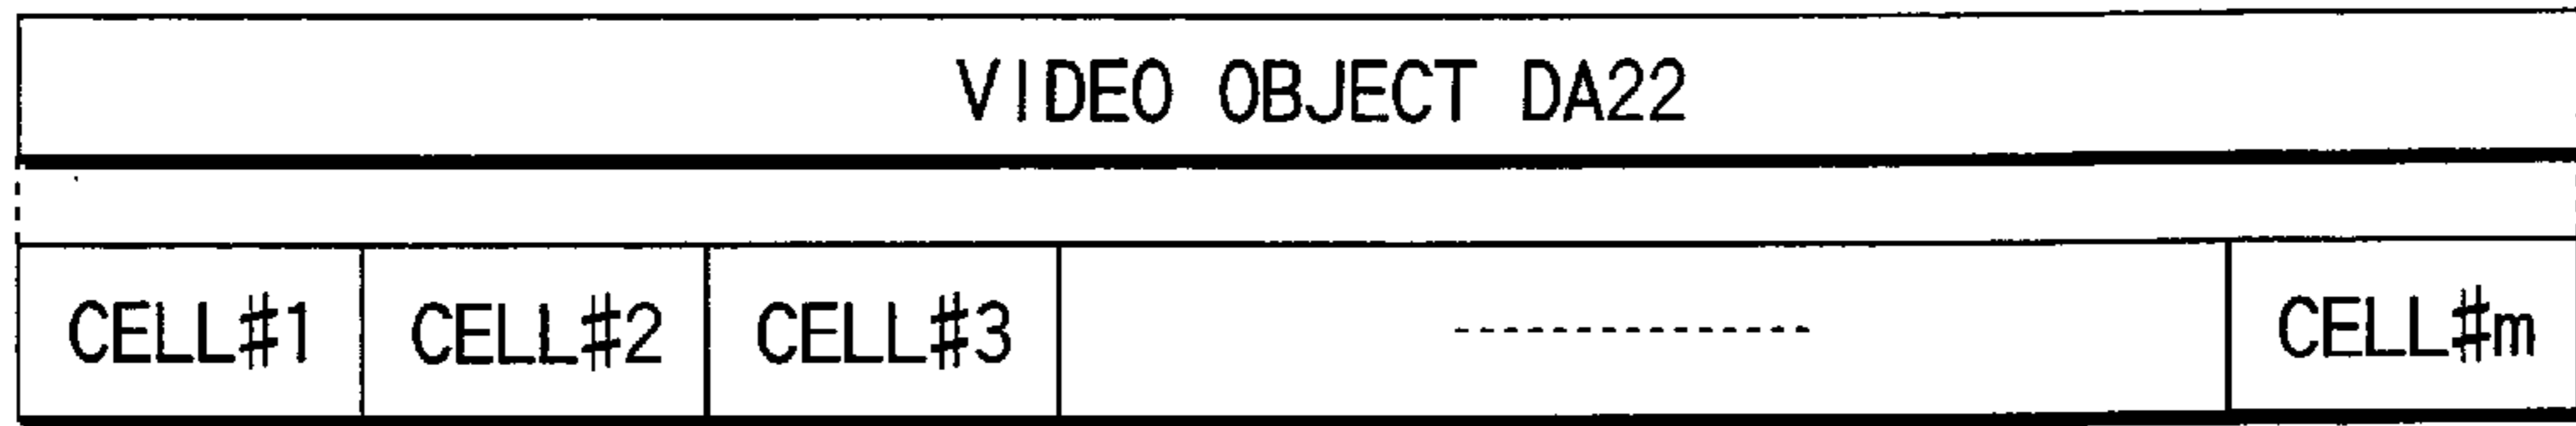 VIDEO OBJECT DA22
CELL#1 CELL#2 CELL#3 -------------- CELL#m